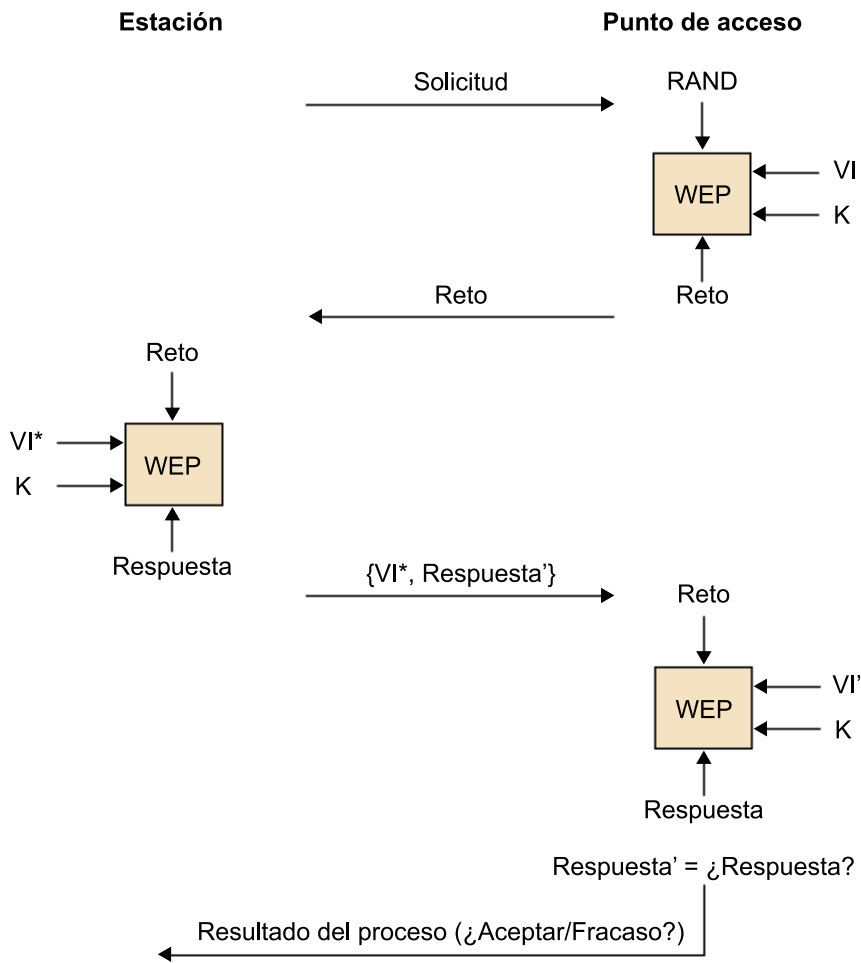 Estación
Punto de acceso
Solicitud
RAND
WEP
VI
K
Reto
Reto
Reto
VI*
WEP
K
Respuesta
{VI*, Respuesta’}
Reto
WEP
VI’
K
Respuesta
Respuesta’ = ¿Respuesta?
Resultado del proceso (¿Aceptar/Fracaso?)